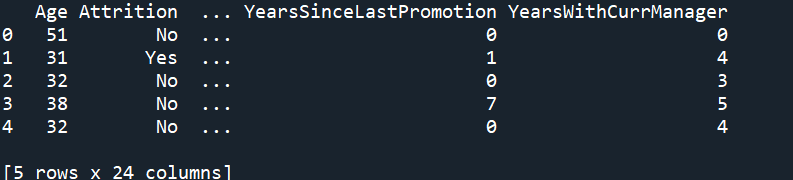 Age Attrition ... YearsSinceLastPromotion YearsWithCurrManager
0 51 No ... 0 0
1 31 Yes ... 1 4
2 32 No ... 0 3
3 38 No ... 7 5
4 32 No ... 0 4
[5 rows x 24 columns]